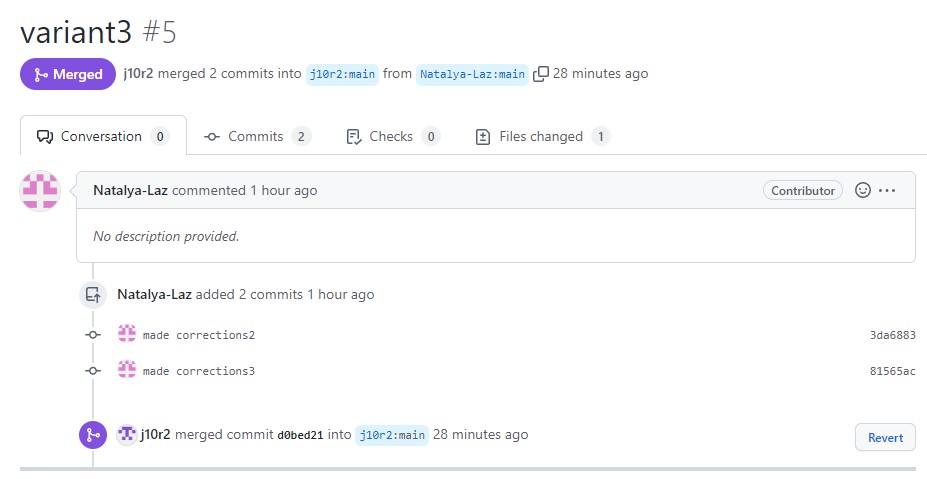 variant3 #5
Merged j10r2 merged 2 commits into j10r2:main from Natalya-Laz:main 28 minutes ago
Conversation 0 Commits 2 Checks 0 Files changed 1
Natalya-Laz commented 1 hour ago Contributor
No description provided.
Natalya-Laz added 2 commits 1 hour ago
made corrections2 3da6883
made corrections3 81565ac
j10r2 merged commit d0bed21 into j10r2:main 28 minutes ago Revert